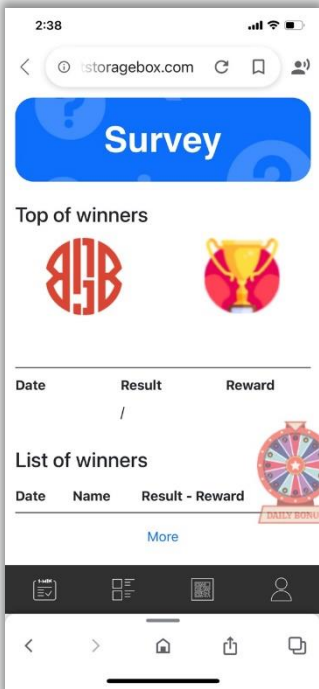 2:38
tstoragebox.com
Survey
Top of winners
Date Result Reward
/
List of winners
Date Name Result - Reward
DAILY BONU
More